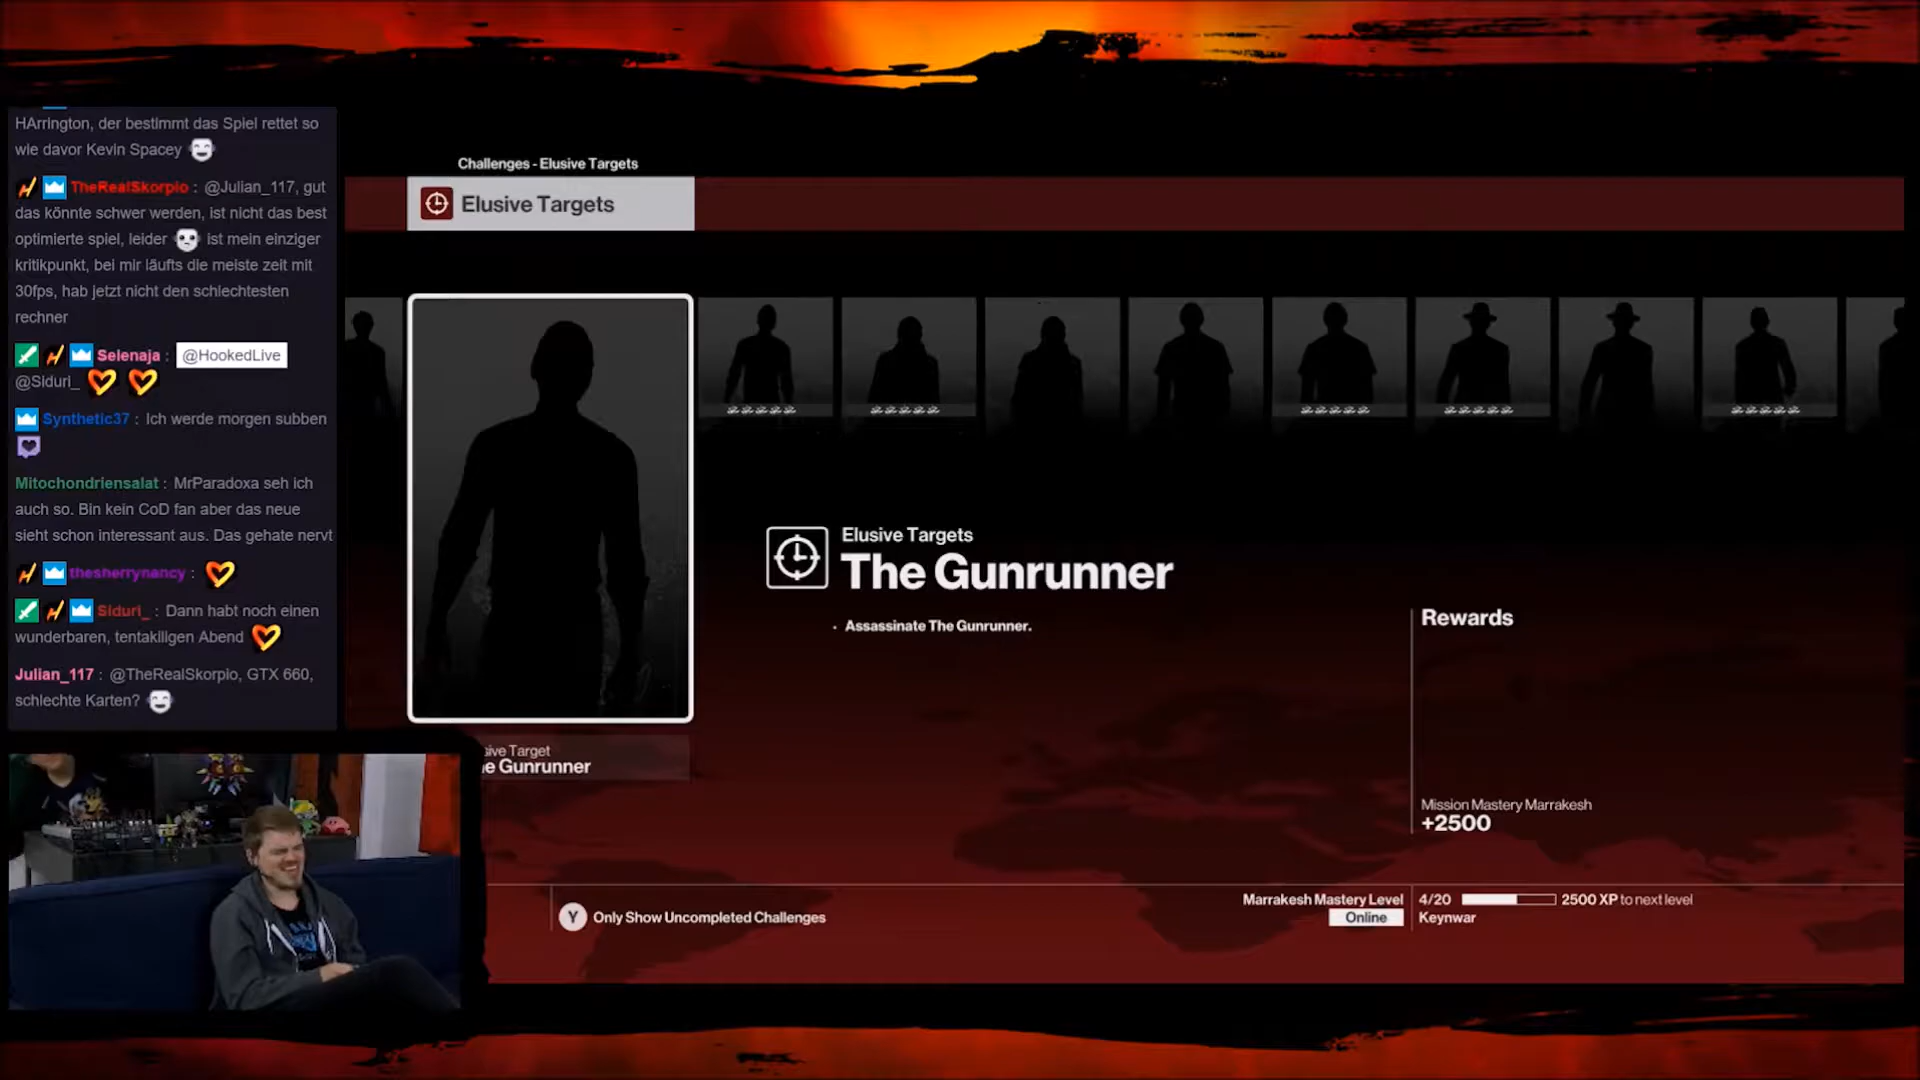 HArrington, der bestimmt das Spiel rettet so
wie davor Kevin Spacey
TheRealSkorpio : @Julian_117, gut
das könnte schwer werden, ist nicht das best
optimierte spiel, leider ist mein einziger
kritikpunkt, bei mir läufts die meiste zeit mit
30fps, hab jetzt nicht den schlechtesten
rechner
Selenaja : @HookedLive
@Siduri_
Synthetic37 : Ich werde morgen subben
Mitochondriensalat : MrParadoxa seh ich
auch so. Bin kein CoD fan aber das neue
sieht schon interessant aus. Das gehate nervt
thesherrynancy :
Siduri_ : Dann habt noch einen
wunderbaren, tentakligen Abend
Julian_117 : @TheRealSkorpio, GTX 660,
schlechte Karten?
Challenges - Elusive Targets
Elusive Targets
Elusive Targets
The Gunrunner
Assassinate The Gunrunner.
Rewards
Mission Mastery Marrakesh
+2500
sive Target
e Gunrunner
Y Only Show Uncompleted Challenges
Marrakesh Mastery Level 4/20 2500 XP to next level
Online Keynwar